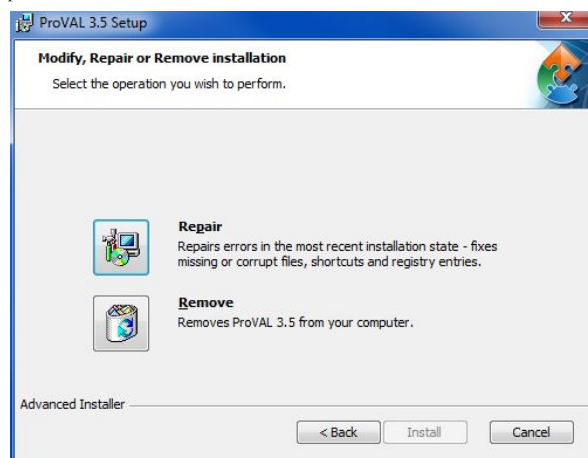 ProVAL 3.5 Setup
Modify, Repair or Remove installation
Select the operation you wish to perform.
Repair
Repairs errors in the most recent installation state - fixes
missing or corrupt files, shortcuts and registry entries.
Remove
Removes ProVAL 3.5 from your computer.
Advanced Installer
< Back Install Cancel